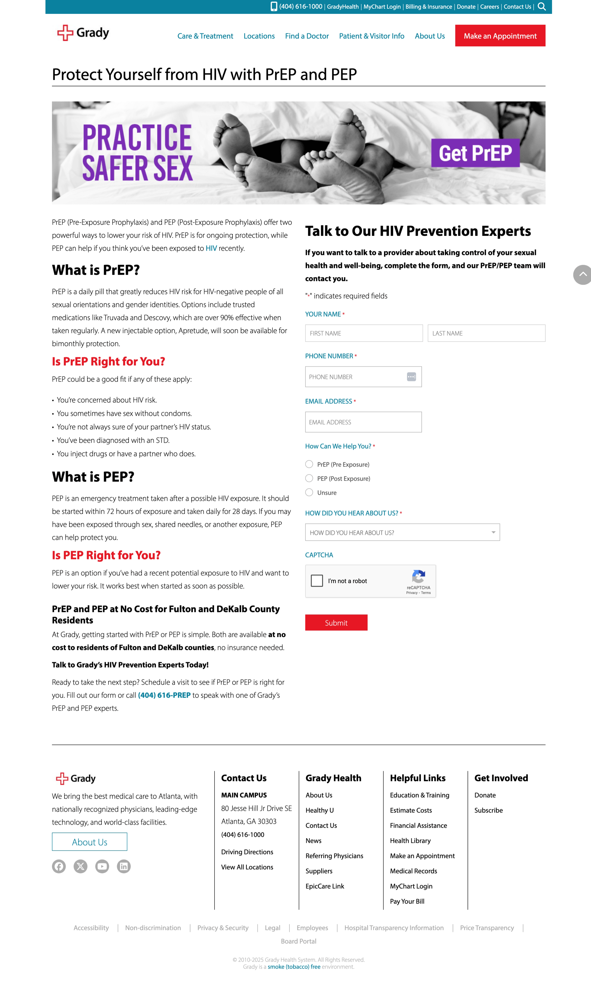 (404) 616-1000 | GradyHealth | MyChart Login | Billing & Insurance | Donate | Careers | Contact Us |
Grady
Care & Treatment Locations Find a Doctor Patient & Visitor Info About Us Make an Appointment
Protect Yourself from HIV with PrEP and PEP
PRACTICE
SAFER SEX
Get PrEP
PrEP (Pre-Exposure Prophylaxis) and PEP (Post-Exposure Prophylaxis) offer two
powerful ways to lower your risk of HIV. PrEP is for ongoing protection, while
PEP can help if you think you’ve been exposed to HIV recently.
What is PrEP?
PrEP is a daily pill that greatly reduces HIV risk for HIV-negative people of all
sexual orientations and gender identities. Options include trusted
medications like Truvada and Descovy, which are over 90% effective when
taken regularly. A new injectable option, Apretude, will soon be available for
bimonthly protection.
Is PrEP Right for You?
PrEP could be a good fit if any of these apply:
• You’re concerned about HIV risk.
• You sometimes have sex without condoms.
• You’re not always sure of your partner’s HIV status.
• You’ve been diagnosed with an STD.
• You inject drugs or have a partner who does.
What is PEP?
PEP is an emergency treatment taken after a possible HIV exposure. It should
be started within 72 hours of exposure and taken daily for 28 days. If you may
have been exposed through sex, shared needles, or another exposure, PEP
can help protect you.
Is PEP Right for You?
PEP is an option if you’ve had a recent potential exposure to HIV and want to
lower your risk. It works best when started as soon as possible.
PrEP and PEP at No Cost for Fulton and DeKalb County
Residents
At Grady, getting started with PrEP or PEP is simple. Both are available at no
cost to residents of Fulton and DeKalb counties, no insurance needed.
Talk to Grady’s HIV Prevention Experts Today!
Ready to take the next step? Schedule a visit to see if PrEP or PEP is right for
you. Fill out our form or call (404) 616-PREP to speak with one of Grady’s
PrEP and PEP experts.
Talk to Our HIV Prevention Experts
If you want to talk to a provider about taking control of your sexual
health and well-being, complete the form, and our PrEP/PEP team will
contact you.
"*" indicates required fields
YOUR NAME *
FIRST NAME LAST NAME
PHONE NUMBER *
PHONE NUMBER
EMAIL ADDRESS *
EMAIL ADDRESS
How Can We Help You? *
PrEP (Pre Exposure)
PEP (Post Exposure)
Unsure
HOW DID YOU HEAR ABOUT US? *
HOW DID YOU HEAR ABOUT US?
CAPTCHA
I'm not a robot
reCAPTCHA
Privacy - Terms
Submit
Grady
We bring the best medical care to Atlanta, with
nationally recognized physicians, leading-edge
technology, and world-class facilities.
About Us
Contact Us
MAIN CAMPUS
80 Jesse Hill Jr Drive SE
Atlanta, GA 30303
(404) 616-1000
Driving Directions
View All Locations
Grady Health
About Us
Healthy U
Contact Us
News
Referring Physicians
Suppliers
EpicCare Link
Helpful Links
Education & Training
Estimate Costs
Financial Assistance
Health Library
Make an Appointment
Medical Records
MyChart Login
Pay Your Bill
Get Involved
Donate
Subscribe
Accessibility | Non-discrimination | Privacy & Security | Legal | Employees | Hospital Transparency Information | Price Transparency |
Board Portal
© 2010-2025 Grady Health System. All Rights Reserved.
Grady is a smoke (tobacco) free environment.